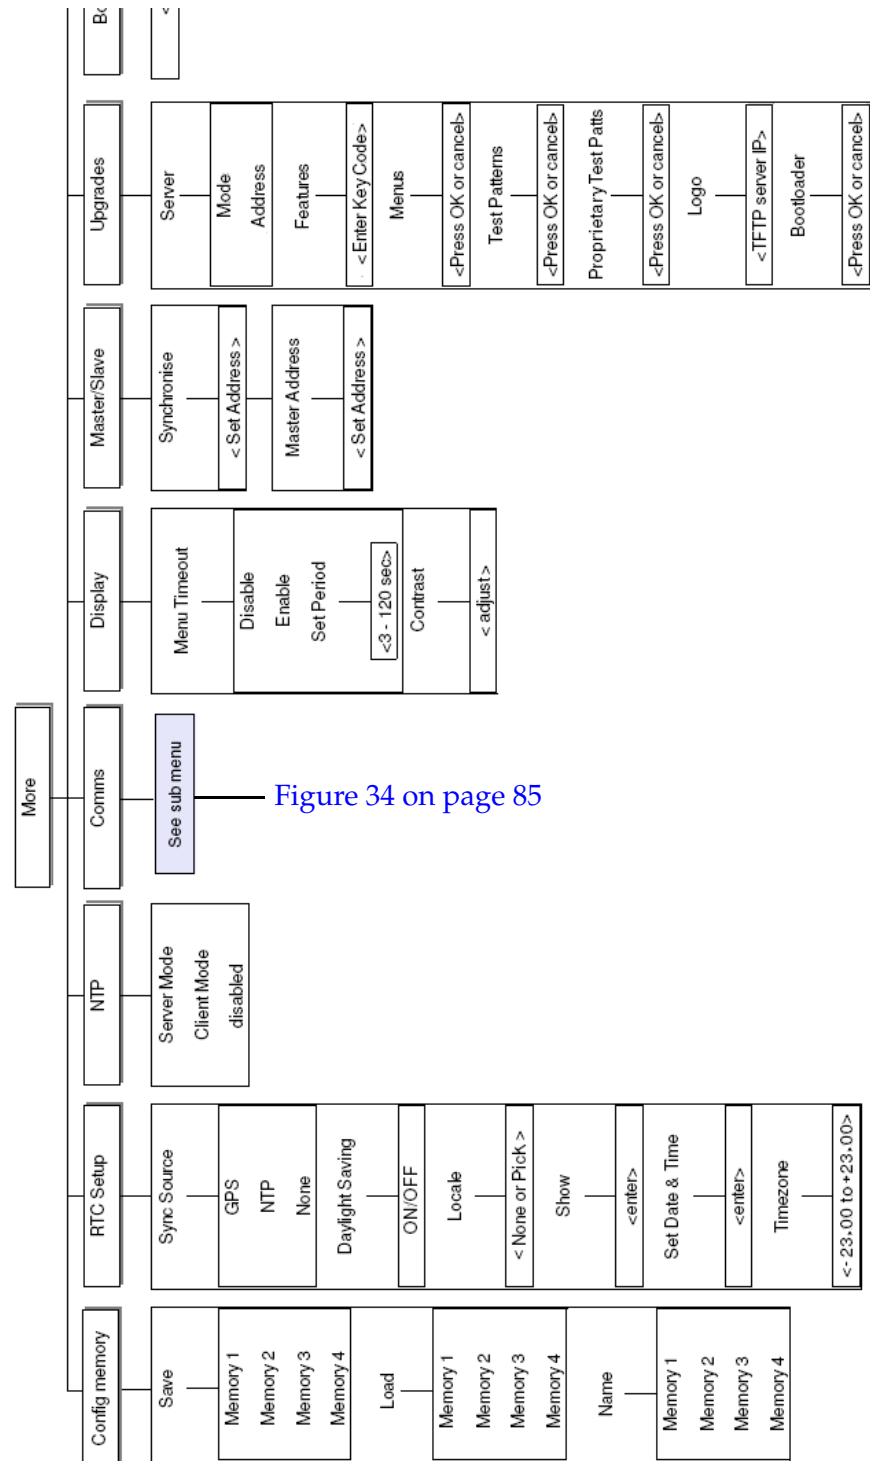 More
Config memory
Save
Memory 1
Memory 2
Memory 3
Memory 4
Load
Memory 1
Memory 2
Memory 3
Memory 4
Name
Memory 1
Memory 2
Memory 3
Memory 4
RTC Setup
Sync Source
GPS
NTP
None
Daylight Saving
ON/OFF
Locale
< None or Pick >
Show
<enter>
Set Date & Time
<enter>
Timezone
<- 23.00 to +23.00>
NTP
Server Mode
Client Mode
disabled
Comms
See sub menu
Figure 34 on page 85
Display
Menu Timeout
Disable
Enable
Set Period
<3 - 120 sec>
Contrast
< adjust >
Master/Slave
Synchronise
< Set Address >
Master Address
< Set Address >
Upgrades
Server
Mode
Address
Features
< Enter Key Code>
Menus
<Press OK or cancel>
Test Patterns
<Press OK or cancel>
Proprietary Test Patts
<Press OK or cancel>
Logo
<TFTP server IP>
Bootloader
<Press OK or cancel>